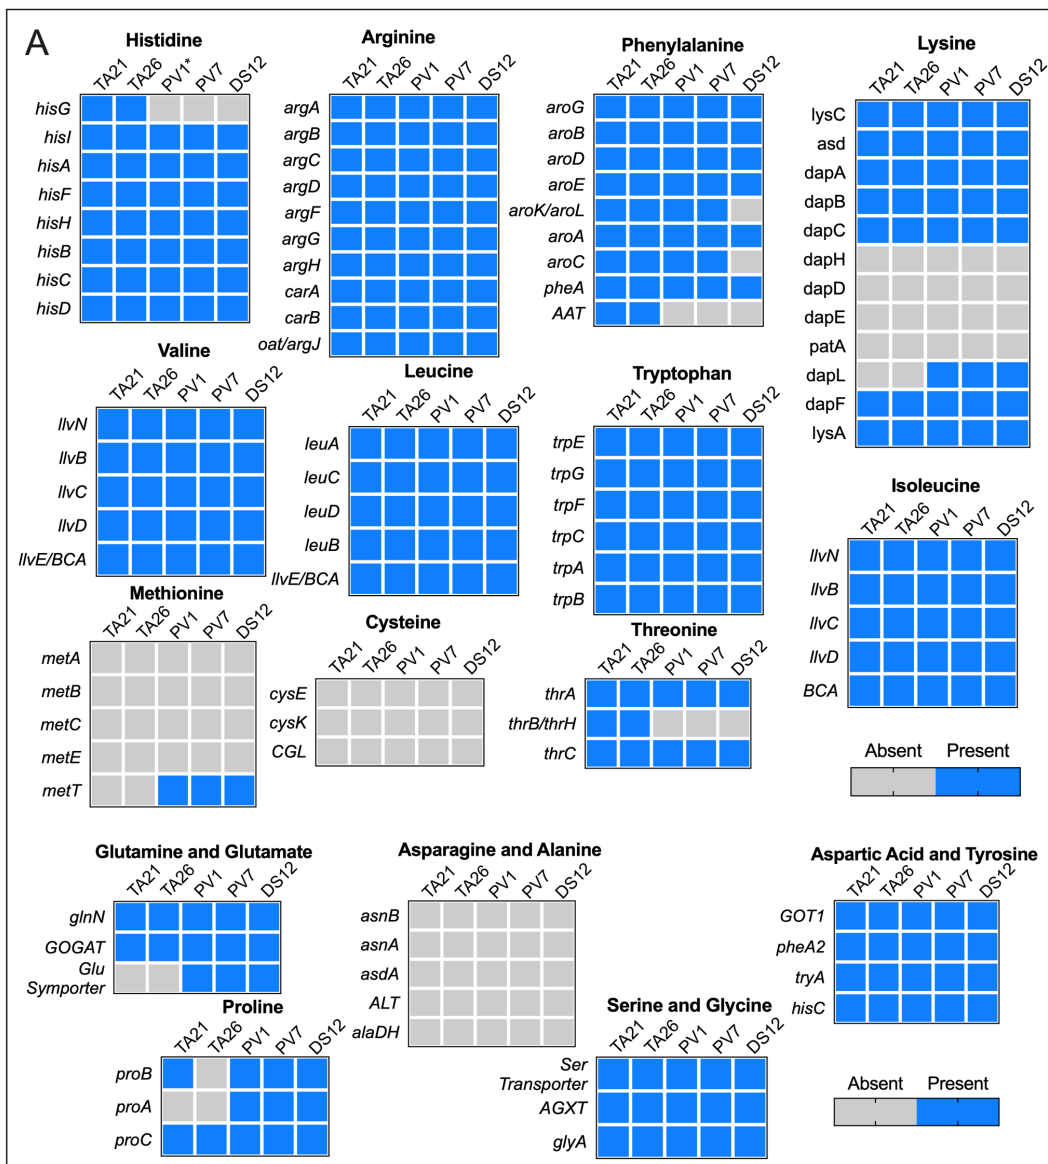 A
Histidine
TA21 TA26 PV1* PV7 DS12
hisG
hisI
hisA
hisF
hisH
hisB
hisC
hisD
Arginine
TA21 TA26 PV1 PV7 DS12
argA
argB
argC
argD
argF
argG
argH
carA
carB
oat/argJ
Phenylalanine
TA21 TA26 PV1 PV7 DS12
aroG
aroB
aroD
aroE
aroK/aroL
aroA
aroC
pheA
AAT
Lysine
TA21 TA26 PV1 PV7 DS12
lysC
asd
dapA
dapB
dapC
dapH
dapD
dapE
patA
dapL
dapF
lysA
Valine
TA21 TA26 PV1 PV7 DS12
llvN
llvB
llvC
llvD
llvE/BCA
Leucine
TA21 TA26 PV1 PV7 DS12
leuA
leuC
leuD
leuB
llvE/BCA
Tryptophan
TA21 TA26 PV1 PV7 DS12
trpE
trpG
trpF
trpC
trpA
trpB
Isoleucine
TA21 TA26 PV1 PV7 DS12
llvN
llvB
llvC
llvD
BCA
Methionine
TA21 TA26 PV1 PV7 DS12
metA
metB
metC
metE
metT
Cysteine
TA21 TA26 PV1 PV7 DS12
cysE
cysK
CGL
Threonine
TA21 TA26 PV1 PV7 DS12
thrA
thrB/thrH
thrC
Absent Present
Glutamine and Glutamate
TA21 TA26 PV1 PV7 DS12
glnN
GOGAT
Glu
Symporter
Asparagine and Alanine
TA21 TA26 PV1 PV7 DS12
asnB
asnA
asdA
ALT
alaDH
Aspartic Acid and Tyrosine
TA21 TA26 PV1 PV7 DS12
GOT1
pheA2
tryA
hisC
Proline
TA21 TA26 PV1 PV7 DS12
proB
proA
proC
Serine and Glycine
TA21 TA26 PV1 PV7 DS12
Ser
Transporter
AGXT
glyA
Absent Present